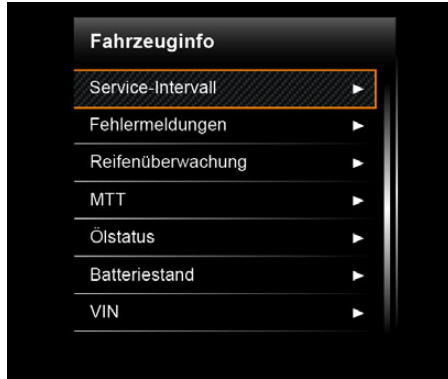 Fahrzeuginfo
Service-Intervall
Fehlermeldungen
Reifenüberwachung
MTT
Ölstatus
Batteriestand
VIN